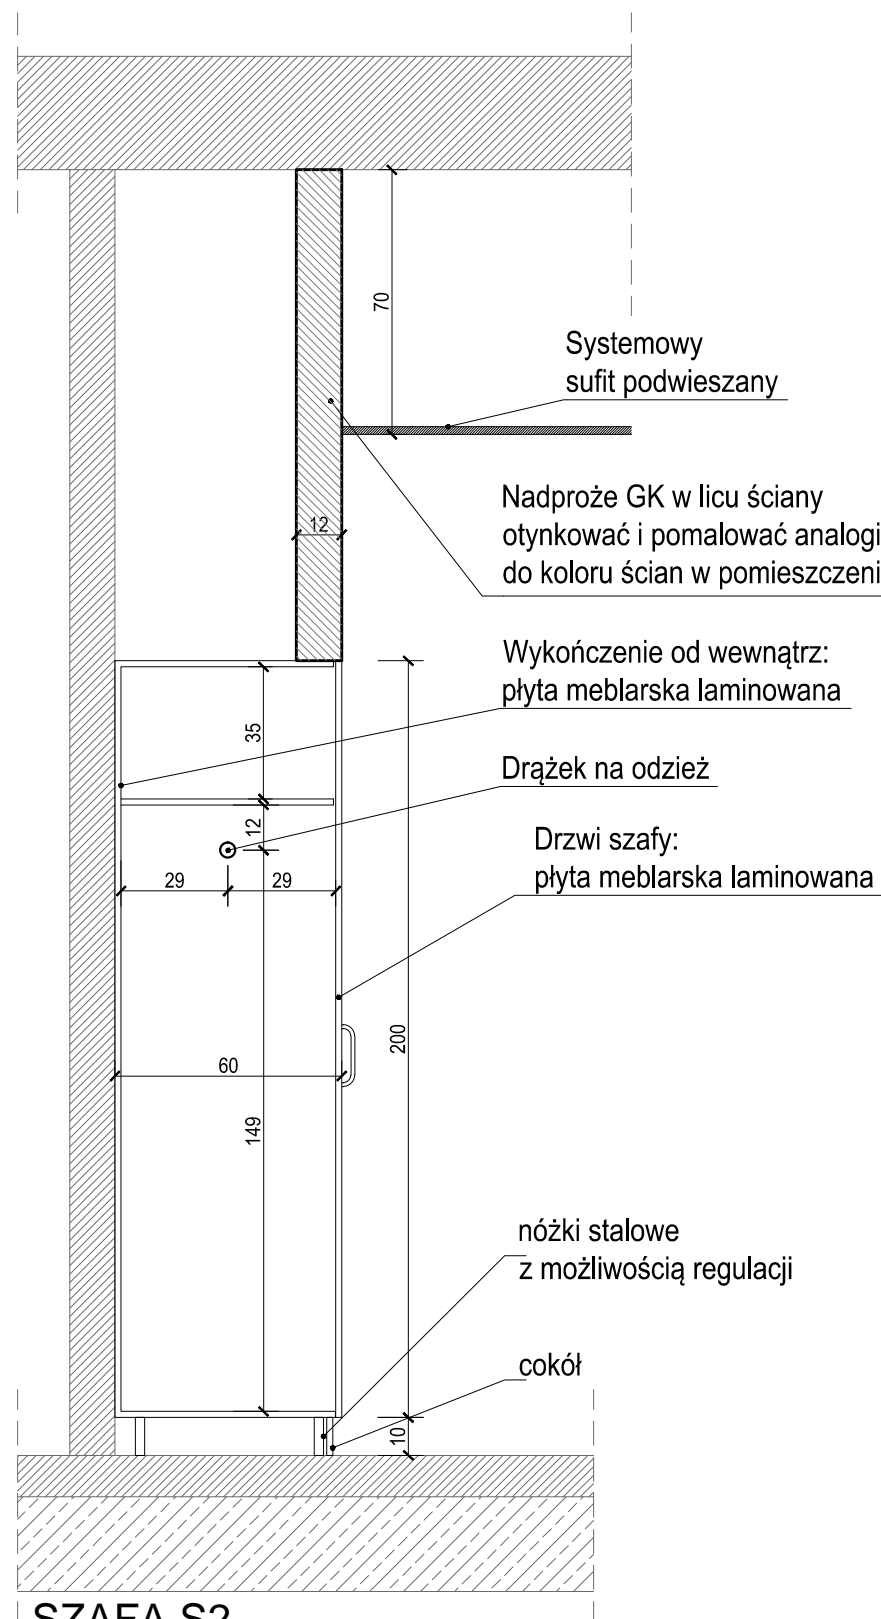 70
Systemowy
sufit podwieszany
Nadproże GK w licu ściany
12
otynkować i pomalować analogi
do koloru ścian w pomieszczeni
Wykończenie od wewnątrz:
płyta meblarska laminowana
35
Drążek na odzież
12
Drzwi szafy:
płyta meblarska laminowana
29
29
200
60
149
nóżki stalowe
z możliwością regulacji
cokół
10
SZAFA S2